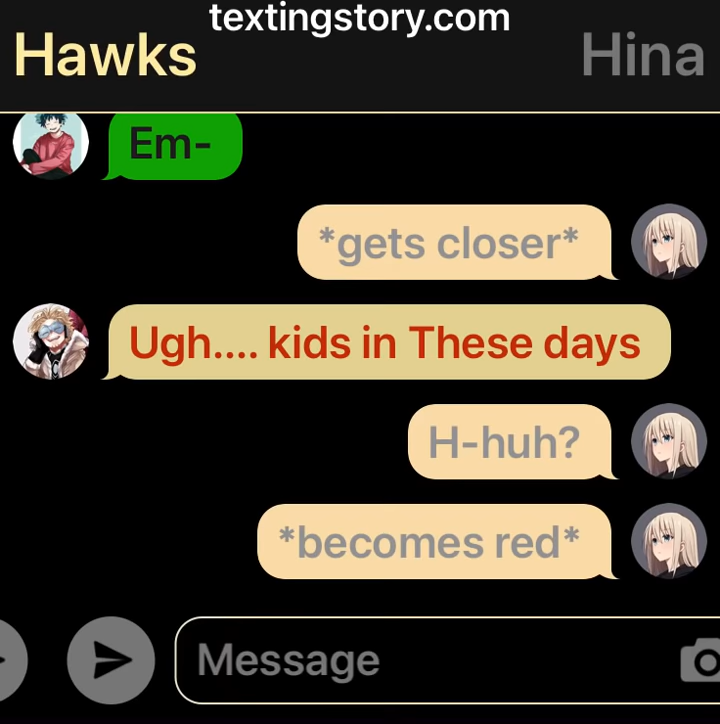 textingstory.com
Hawks
Hina
Em-
*gets closer*
Ugh.... kids in These days
H-huh?
*becomes red*
Message